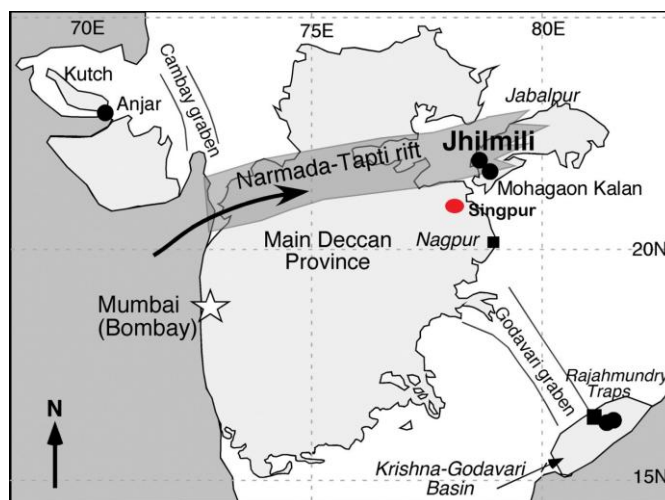 70E
75E
80E
Kutch
Anjar
Cambay graben
Jabalpur
Jhilmili
Narmada-Tapti rift
Mohagaon Kalan
Singpur
Main Deccan
Province
Nagpur
20N
Mumbai
(Bombay)
Godavari graben
Rajahmundry
Traps
N
Krishna-Godavari
Basin
15N